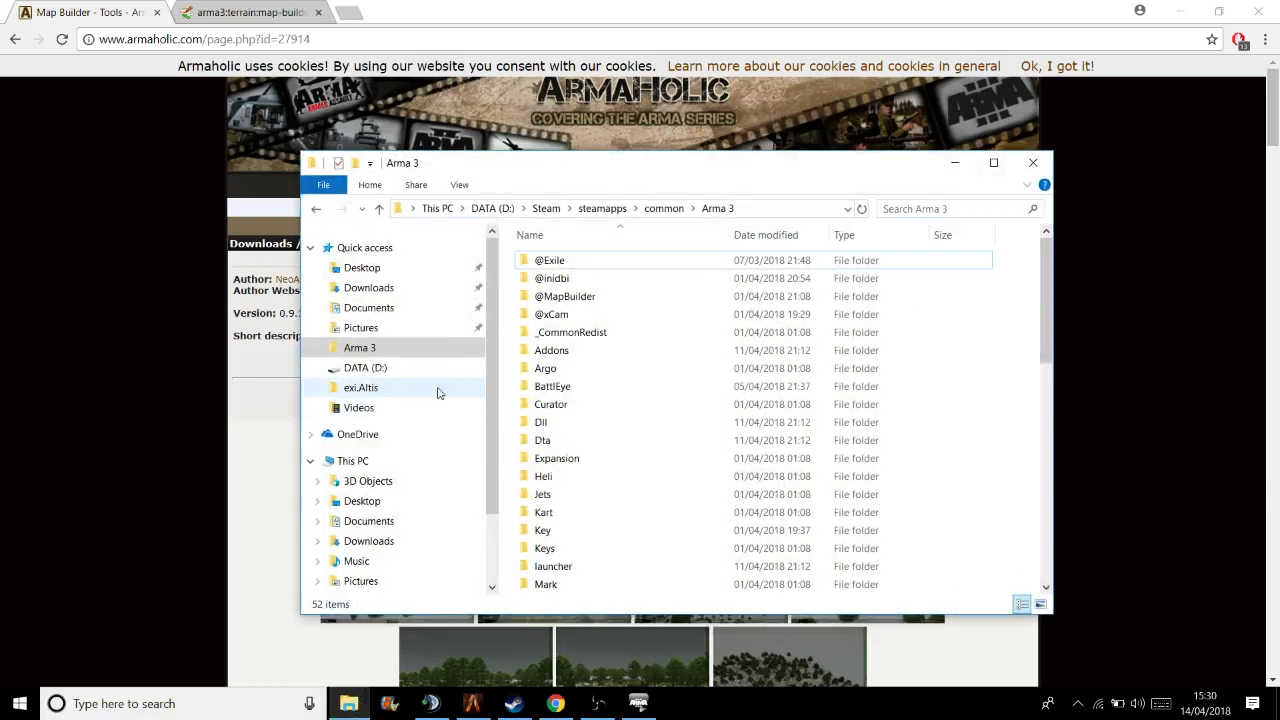 Map Builder - Tools - Arm
arma3:terrain:map-builde
www.armaholic.com/page.php?id=27914
13
Armaholic uses cookies! By using our website you consent with our cookies. Learn more about our cookies and cookies in general Ok, I got it!
ARMAHOLIC
COVERING THE ARMA SERIES
Arma 3
File Home Share View
This PC DATA (D:) Steam steamapps common Arma 3
Search Arma 3
Downloads /
Author: NeoA
Author Webs
Version: 0.9.
Short descrip
Quick access
Desktop
Downloads
Documents
Pictures
Arma 3
DATA (D:)
exi.Altis
Videos
OneDrive
This PC
3D Objects
Desktop
Documents
Downloads
Music
Pictures
Name Date modified Type Size
@Exile 07/03/2018 21:48 File folder
@inidbi 01/04/2018 20:54 File folder
@MapBuilder 01/04/2018 21:08 File folder
@xCam 01/04/2018 19:29 File folder
_CommonRedist 01/04/2018 01:08 File folder
Addons 11/04/2018 21:12 File folder
Argo 01/04/2018 01:08 File folder
BattlEye 05/04/2018 21:37 File folder
Curator 01/04/2018 01:08 File folder
Dll 11/04/2018 21:12 File folder
Dta 11/04/2018 21:12 File folder
Expansion 01/04/2018 01:08 File folder
Heli 01/04/2018 01:08 File folder
Jets 01/04/2018 01:08 File folder
Kart 01/04/2018 01:08 File folder
Key 01/04/2018 19:37 File folder
Keys 01/04/2018 01:08 File folder
launcher 11/04/2018 21:12 File folder
Mark 01/04/2018 01:08 File folder
52 items
Type here to search
15:30
14/04/2018